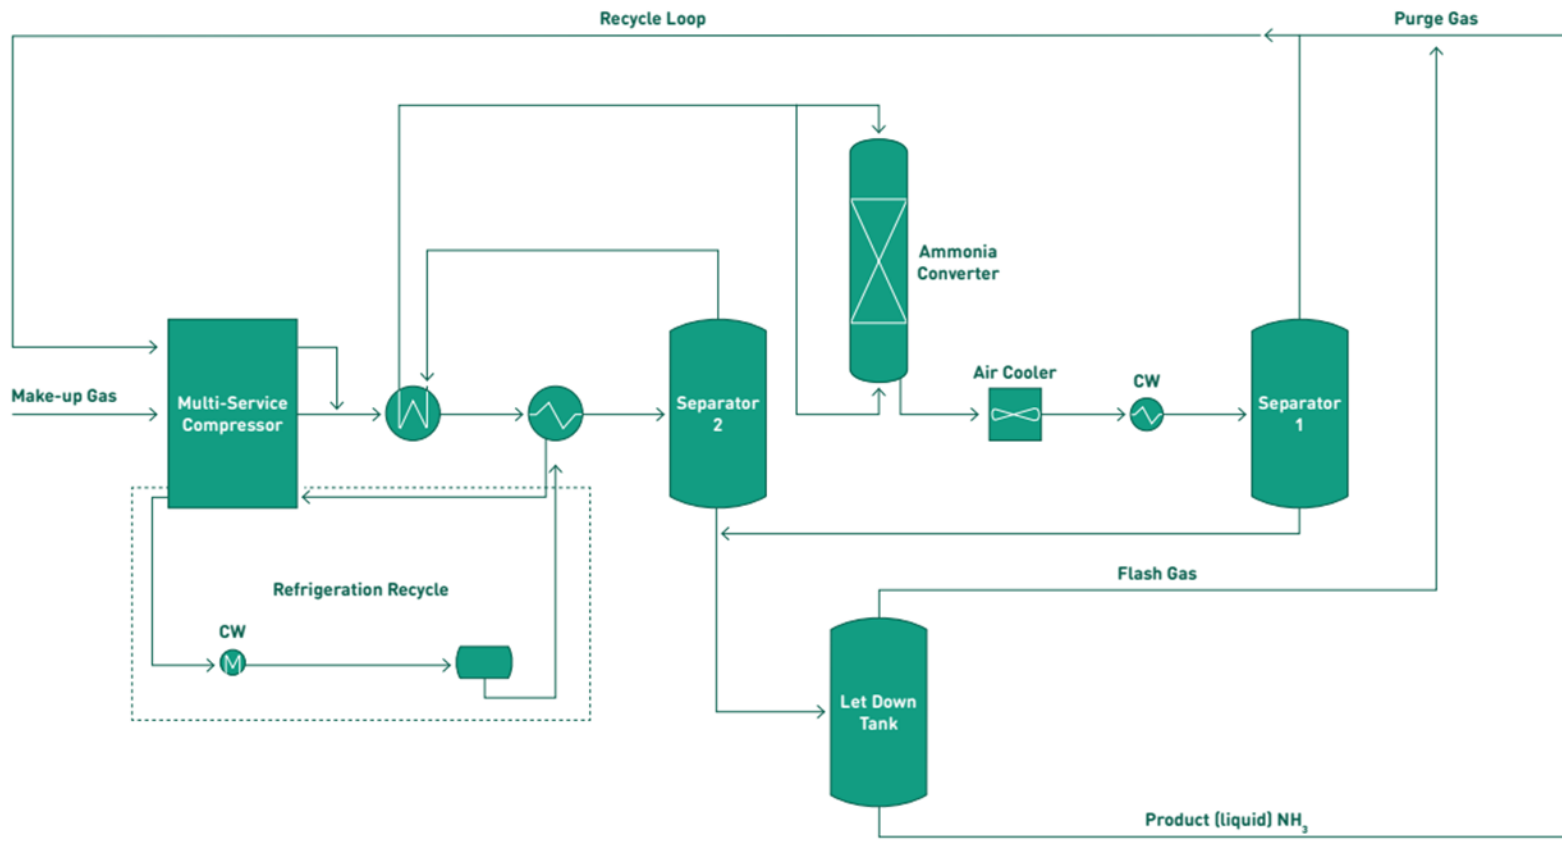 Recycle Loop
Purge Gas
Ammonia
Converter
Air Cooler
CW
Make-up Gas
Multi-Service
Compressor
Separator
2
Separator
1
Flash Gas
Refrigeration Recycle
CW
Let Down
Tank
Product (liquid) NH₃